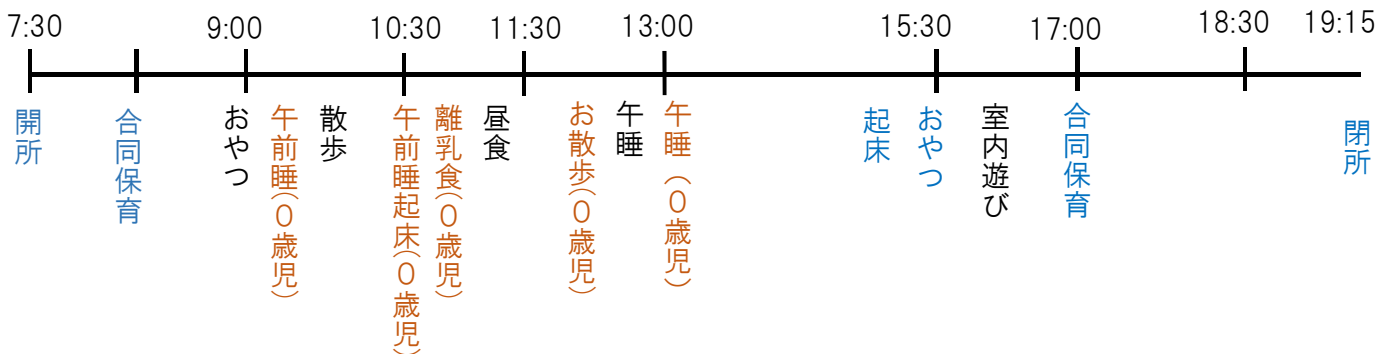 7:30
9:00
10:30
11:30
13:00
15:30
17:00
18:30
19:15
開所
合同保育
おやつ
午前睡(0歳児)
散歩
午前睡起床(0歳児)
離乳食(0歳児)
昼食
お散歩(0歳児)
午睡
午睡(0歳児)
起床
おやつ
室内遊び
合同保育
閉所